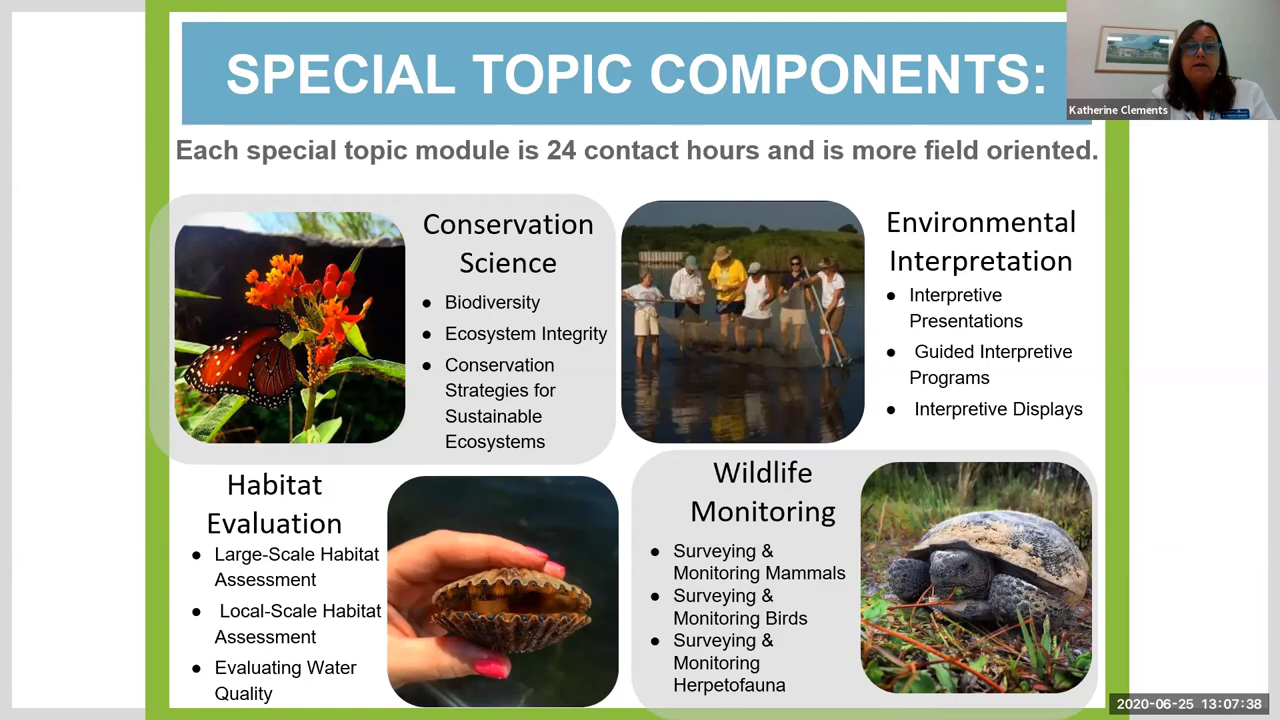 SPECIAL TOPIC COMPONENTS:
Katherine Clements
Each special topic module is 24 contact hours and is more field oriented.
Conservation
Science
● Biodiversity
● Ecosystem Integrity
● Conservation
Strategies for
Sustainable
Ecosystems
Environmental
Interpretation
● Interpretive
Presentations
● Guided Interpretive
Programs
● Interpretive Displays
Habitat
Evaluation
● Large-Scale Habitat
Assessment
● Local-Scale Habitat
Assessment
● Evaluating Water
Quality
Wildlife
Monitoring
● Surveying &
Monitoring Mammals
● Surveying &
Monitoring Birds
● Surveying &
Monitoring
Herpetofauna
2020-06-25 13:07:38